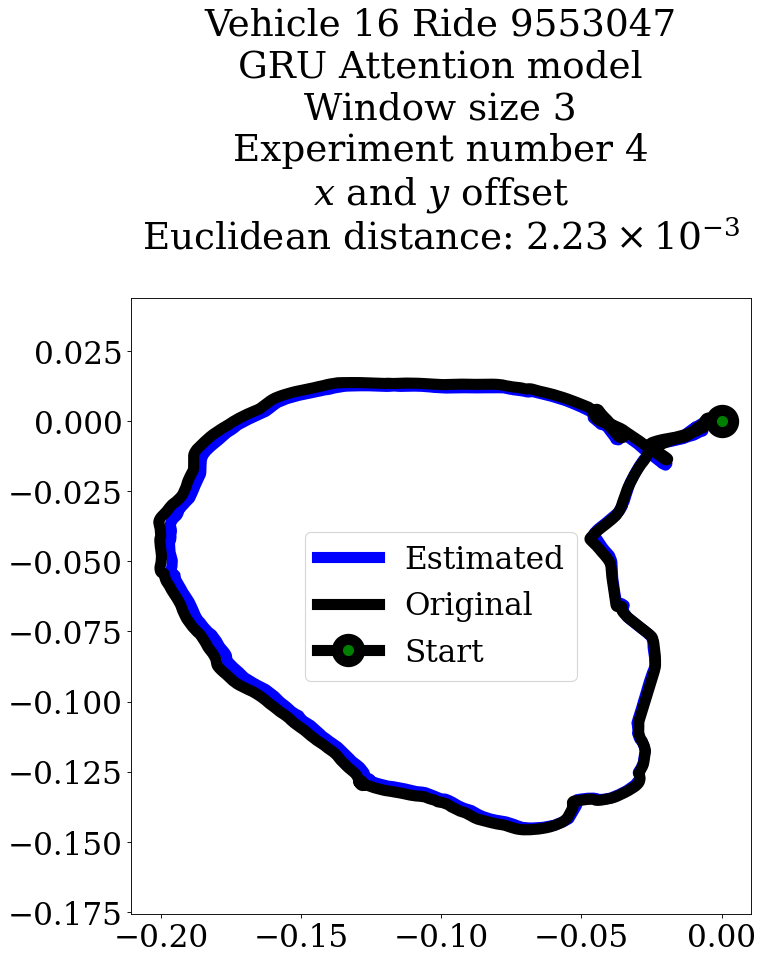 Vehicle 16 Ride 9553047
GRU Attention model
Window size 3
Experiment number 4
x and y offset
Euclidean distance: 2.23 × 10⁻³
0.025
0.000
−0.025
−0.050
−0.075
−0.100
−0.125
−0.150
−0.175
Estimated
Original
Start
−0.20 −0.15 −0.10 −0.05 0.00